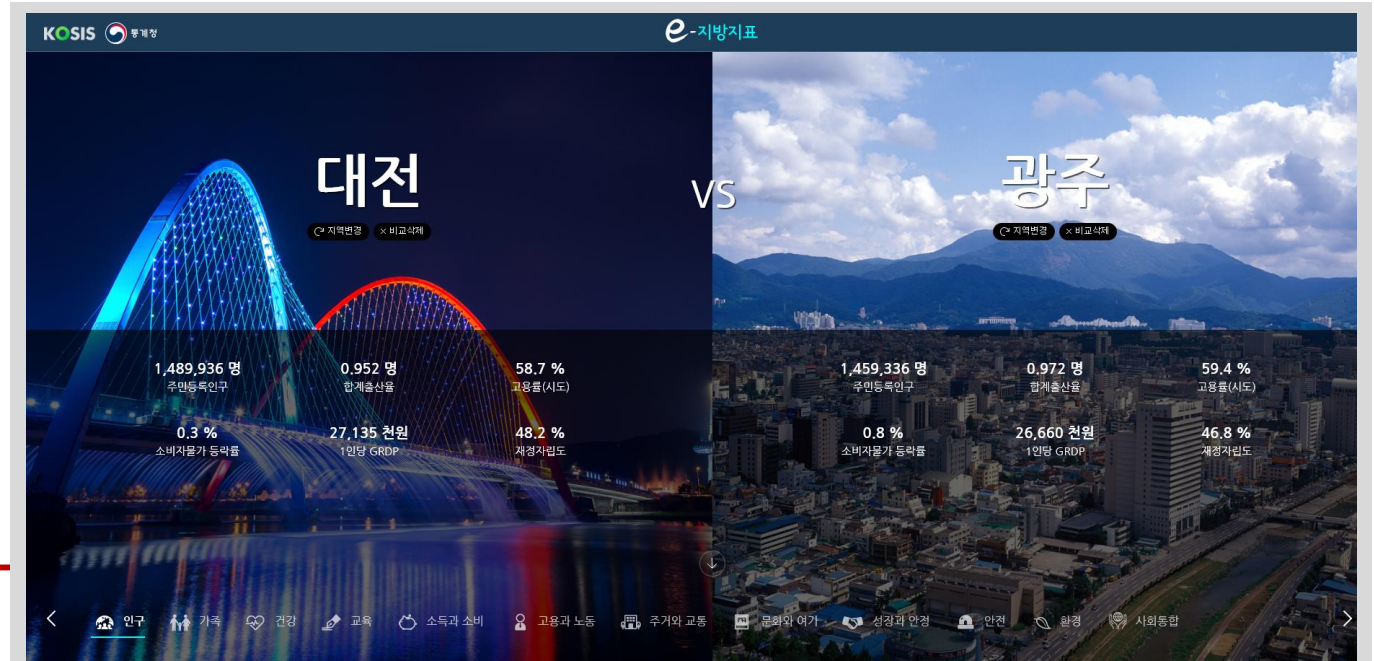 KOSIS 통계청
e-지방지표
대전
VS
광주
지역변경 × 비교삭제
지역변경 × 비교삭제
1,489,936 명
주민등록인구
0.952 명
합계출산율
58.7 %
고용률(시도)
0.3 %
소비자물가 등락률
27,135 천원
1인당 GRDP
48.2 %
재정자립도
1,459,336 명
주민등록인구
0.972 명
합계출산율
59.4 %
고용률(시도)
0.8 %
소비자물가 등락률
26,660 천원
1인당 GRDP
46.8 %
재정자립도
인구 가족 건강 교육 소득과 소비 고용과 노동 주거와 교통 문화와 여가 성장과 안정 안전 환경 사회통합